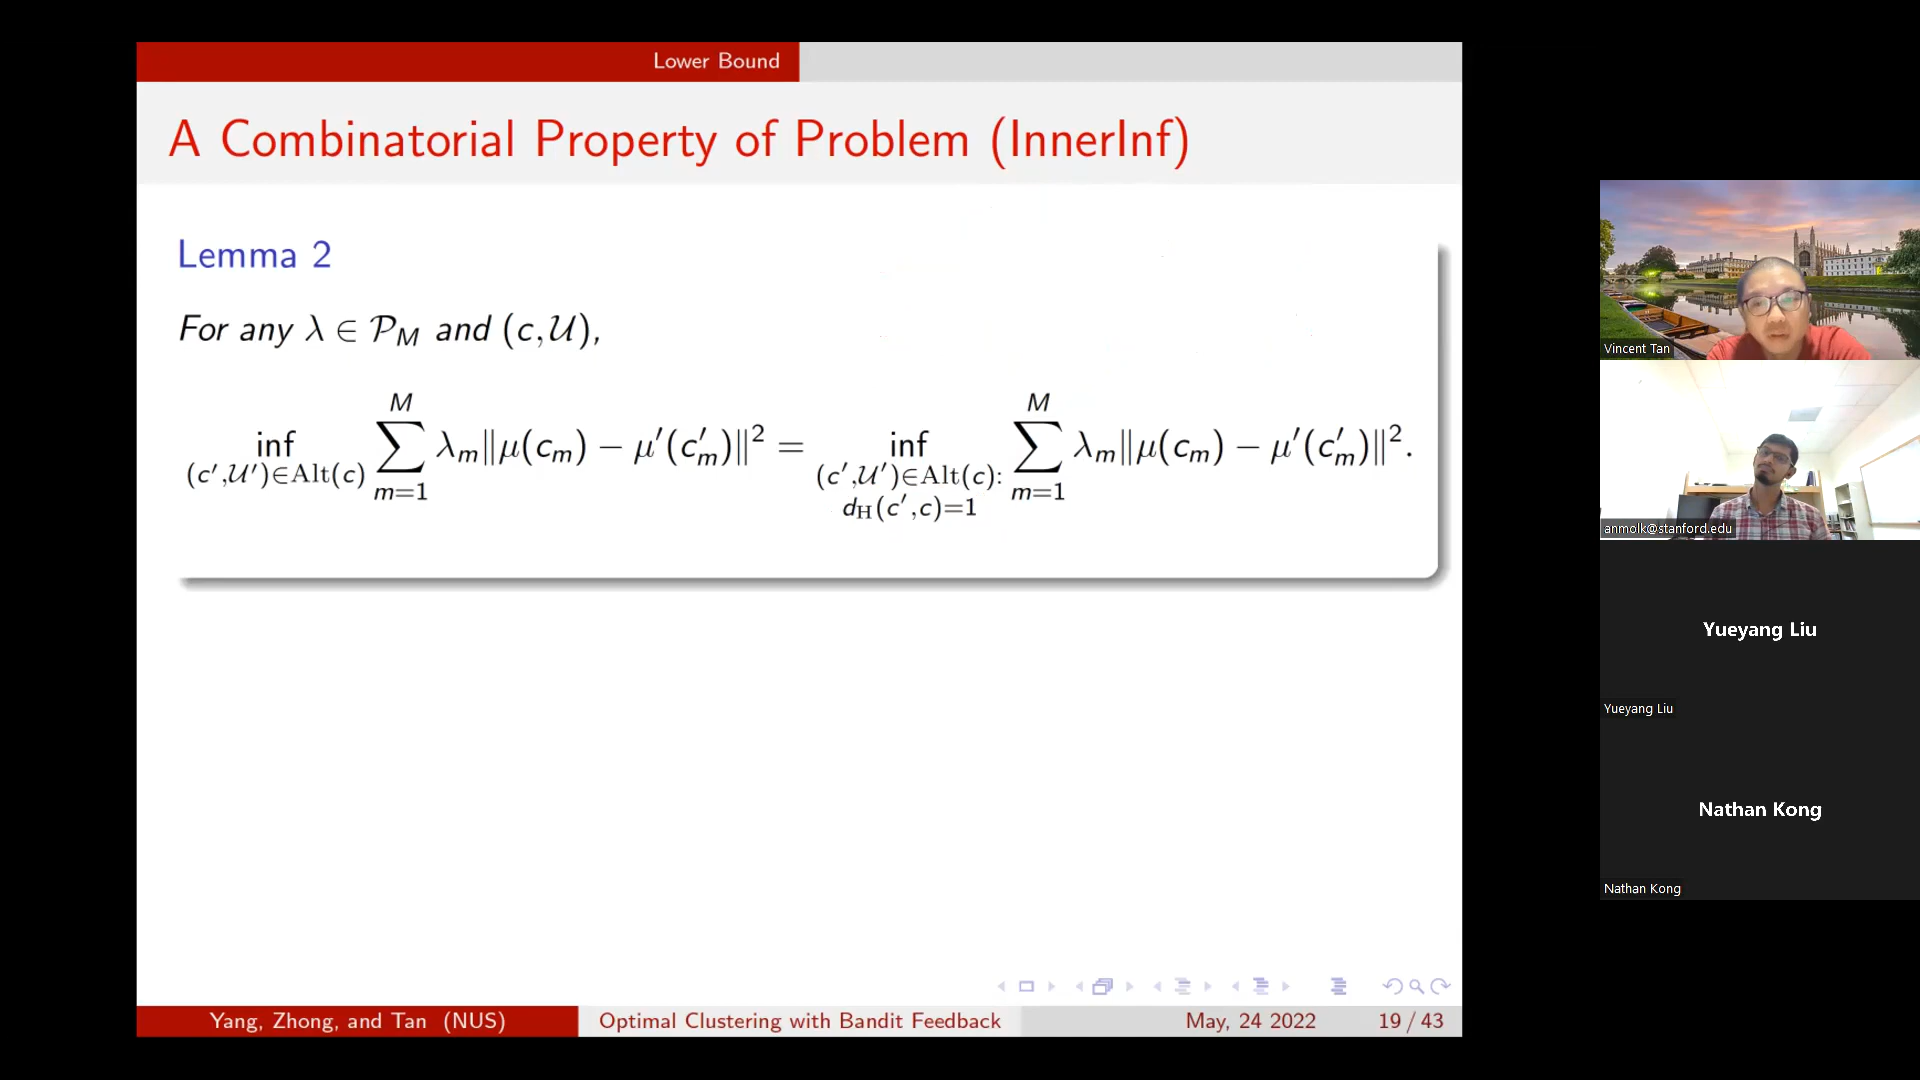 Lower Bound
A Combinatorial Property of Problem (InnerInf)
Lemma 2
For any λ ∈ 𝒫_M and (c, 𝒰),
inf_{(c′,𝒰′)∈Alt(c)} ∑_{m=1}^{M} λ_m‖μ(c_m) − μ′(c′_m)‖² = inf_{(c′,𝒰′)∈Alt(c): d_H(c′,c)=1} ∑_{m=1}^{M} λ_m‖μ(c_m) − μ′(c′_m)‖².
Yang, Zhong, and Tan (NUS)
Optimal Clustering with Bandit Feedback
May, 24 2022
19 / 43
Vincent Tan
anmolk@stanford.edu
Yueyang Liu
Yueyang Liu
Nathan Kong
Nathan Kong